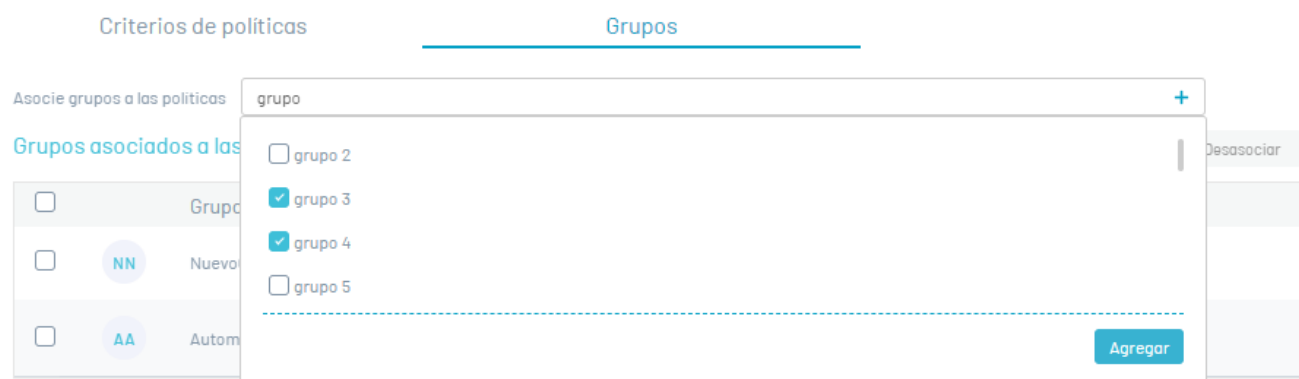 Criterios de políticas Grupos
Asocie grupos a las políticas grupo +
Grupos asociados a las Desasociar
grupo 2
Grupo grupo 3
grupo 4
NN Nuevo
grupo 5
AA Autom
Agregar